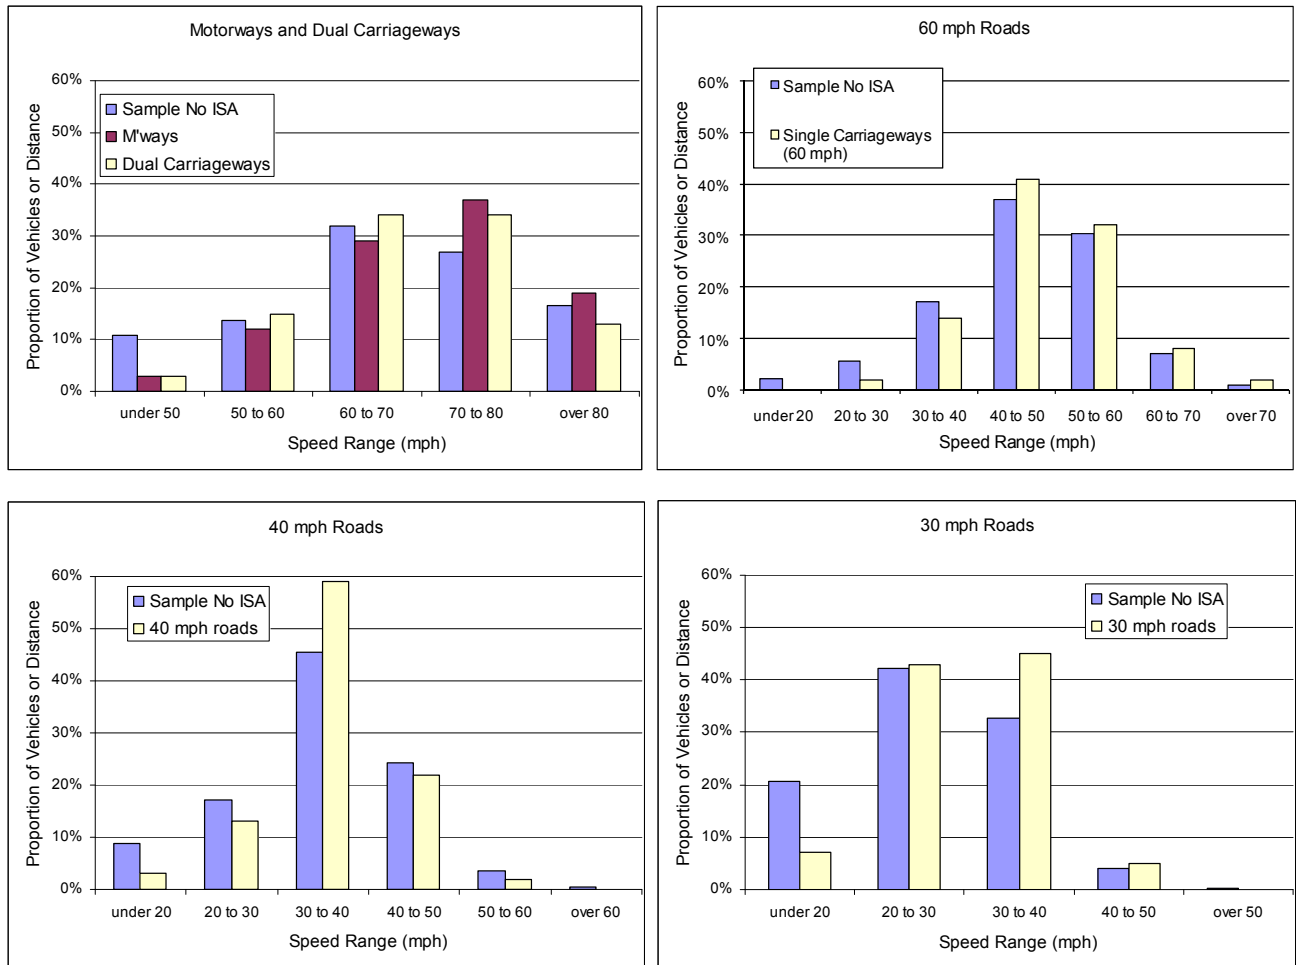 Motorways and Dual Carriageways
Proportion of Vehicles or Distance
60%
50%
40%
30%
20%
10%
0%
Sample No ISA
M'ways
Dual Carriageways
under 50 50 to 60 60 to 70 70 to 80 over 80
Speed Range (mph)
60 mph Roads
Proportion of Vehicles or Distance
60%
50%
40%
30%
20%
10%
0%
Sample No ISA
Single Carriageways
(60 mph)
under 20 20 to 30 30 to 40 40 to 50 50 to 60 60 to 70 over 70
Speed Range (mph)
40 mph Roads
Proportion of Vehicles or Distance
60%
50%
40%
30%
20%
10%
0%
Sample No ISA
40 mph roads
under 20 20 to 30 30 to 40 40 to 50 50 to 60 over 60
Speed Range (mph)
30 mph Roads
Proportion of Vehicles or Distance
60%
50%
40%
30%
20%
10%
0%
Sample No ISA
30 mph roads
under 20 20 to 30 30 to 40 40 to 50 over 50
Speed Range (mph)